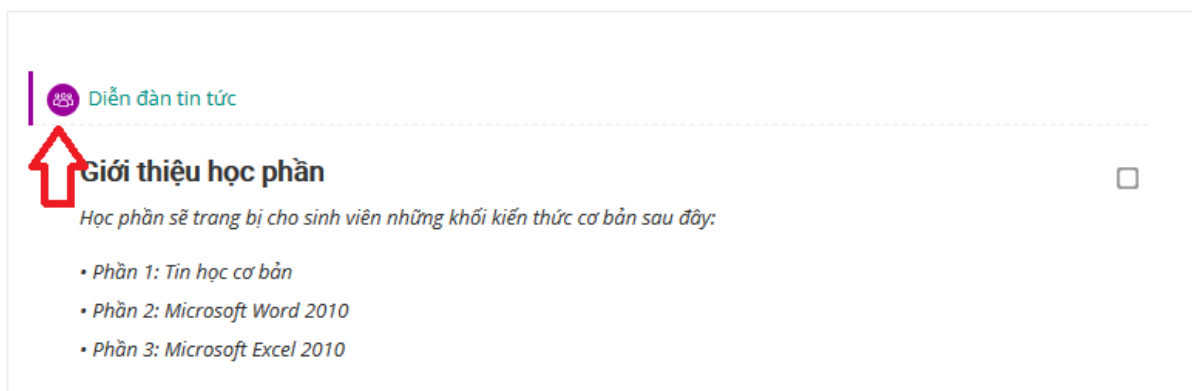 Diễn đàn tin tức
Giới thiệu học phần
Học phần sẽ trang bị cho sinh viên những khối kiến thức cơ bản sau đây:
• Phần 1: Tin học cơ bản
• Phần 2: Microsoft Word 2010
• Phần 3: Microsoft Excel 2010